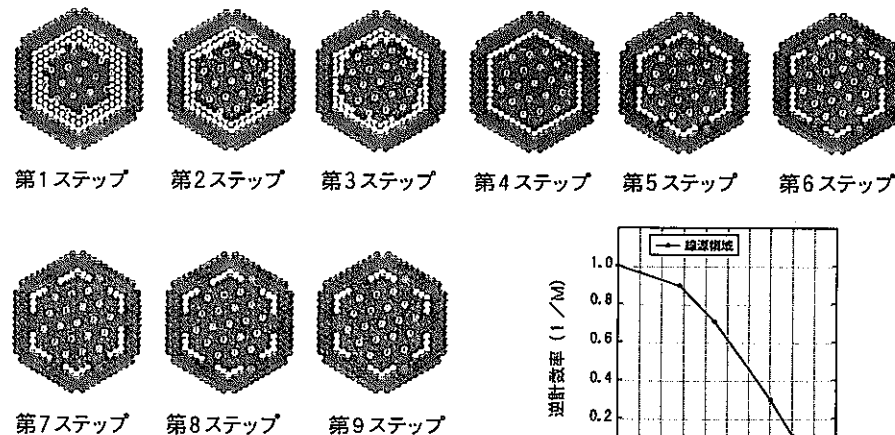 第1ステップ
第2ステップ
第3ステップ
第4ステップ
第5ステップ
第6ステップ
第7ステップ
第8ステップ
第9ステップ
線源領域
逆計数率 (1/M)
1.0
0.8
0.6
0.4
0.2